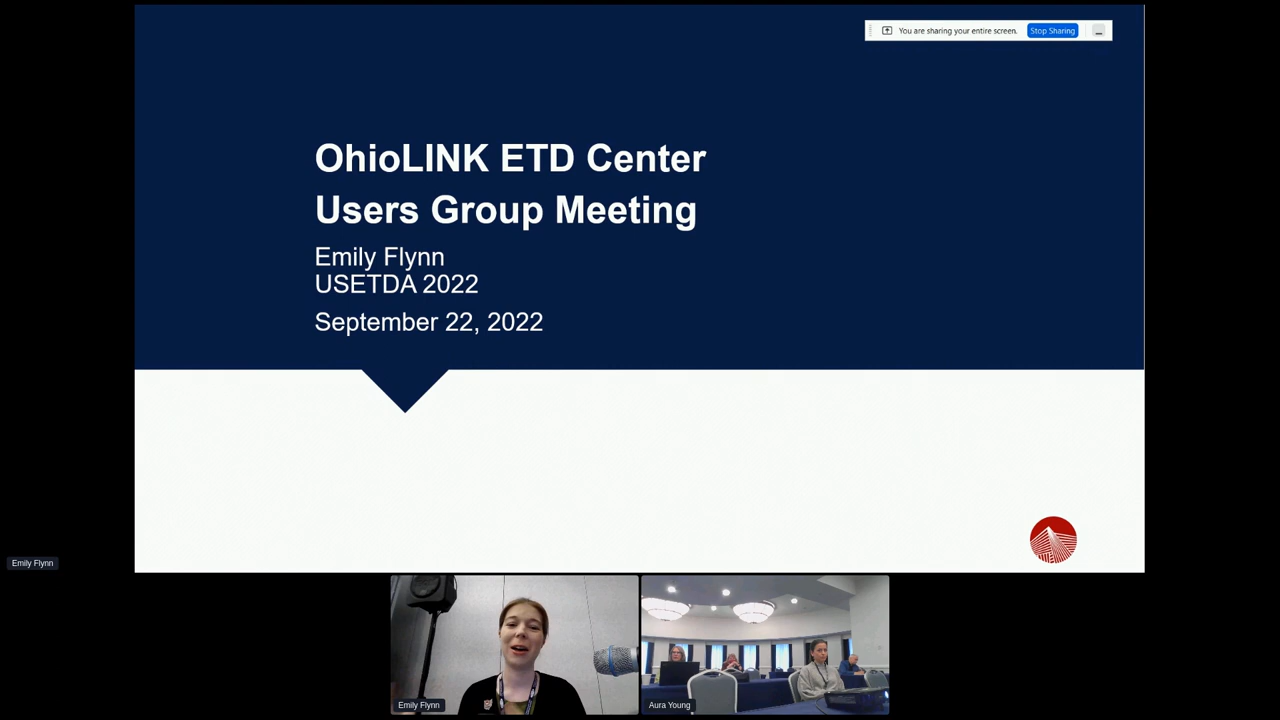 You are sharing your entire screen. Stop Sharing
OhioLINK ETD Center
Users Group Meeting
Emily Flynn
USETDA 2022
September 22, 2022
Emily Flynn
Emily Flynn
Aura Young